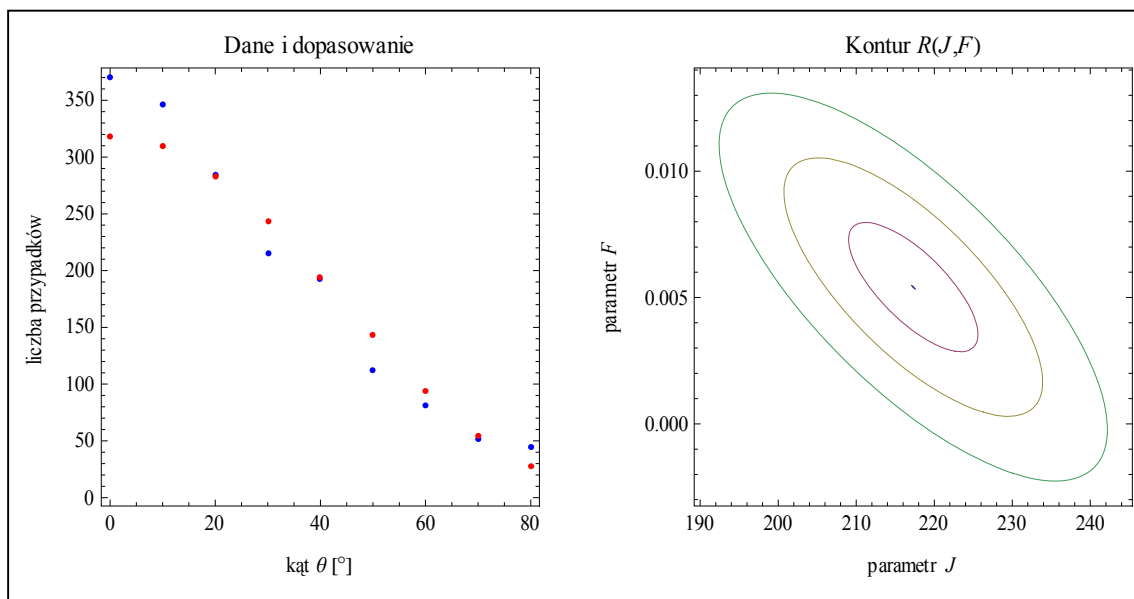 Dane i dopasowanie
350
300
250
200
150
100
50
0
liczba przypadków
0 20 40 60 80
kąt θ [°]
Kontur R(J,F)
0.010
0.005
0.000
parametr F
190 200 210 220 230 240
parametr J